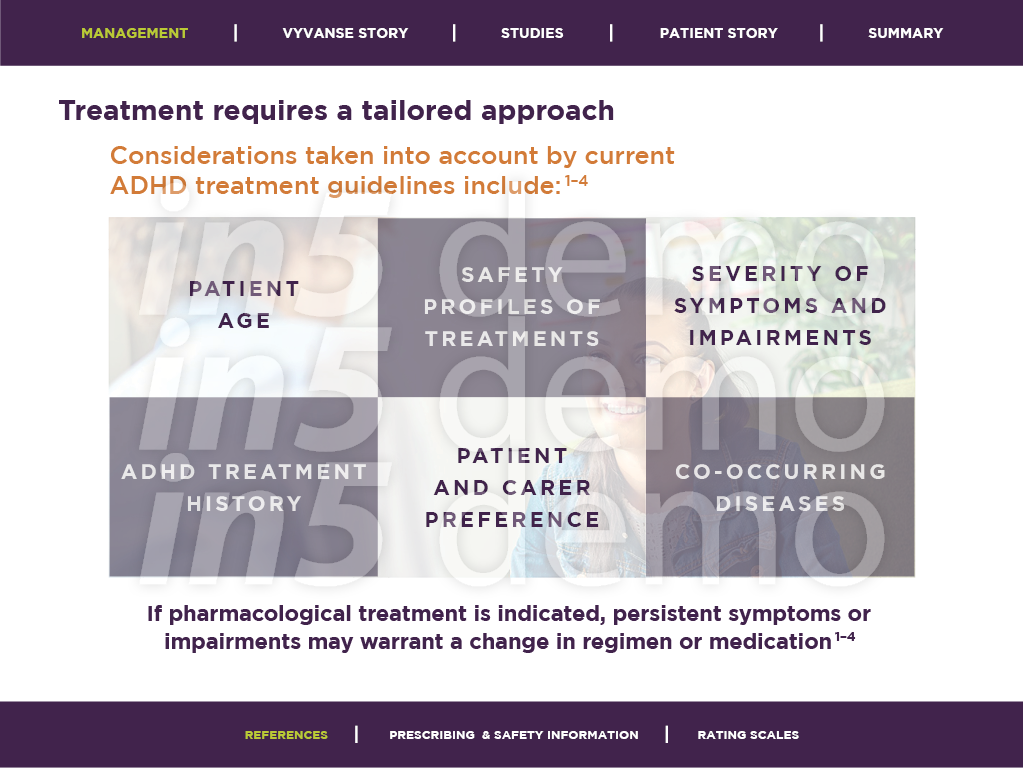 MANAGEMENT | VYVANSE STORY | STUDIES | PATIENT STORY | SUMMARY
Treatment requires a tailored approach
Considerations taken into account by current
ADHD treatment guidelines include:1–4
PATIENT
AGE
SAFETY
PROFILES OF
TREATMENTS
SEVERITY OF
SYMPTOMS AND
IMPAIRMENTS
ADHD TREATMENT
HISTORY
PATIENT
AND CARER
PREFERENCE
CO-OCCURRING
DISEASES
in5 demo
in5 demo
in5 demo
If pharmacological treatment is indicated, persistent symptoms or
impairments may warrant a change in regimen or medication1–4
REFERENCES | PRESCRIBING & SAFETY INFORMATION | RATING SCALES